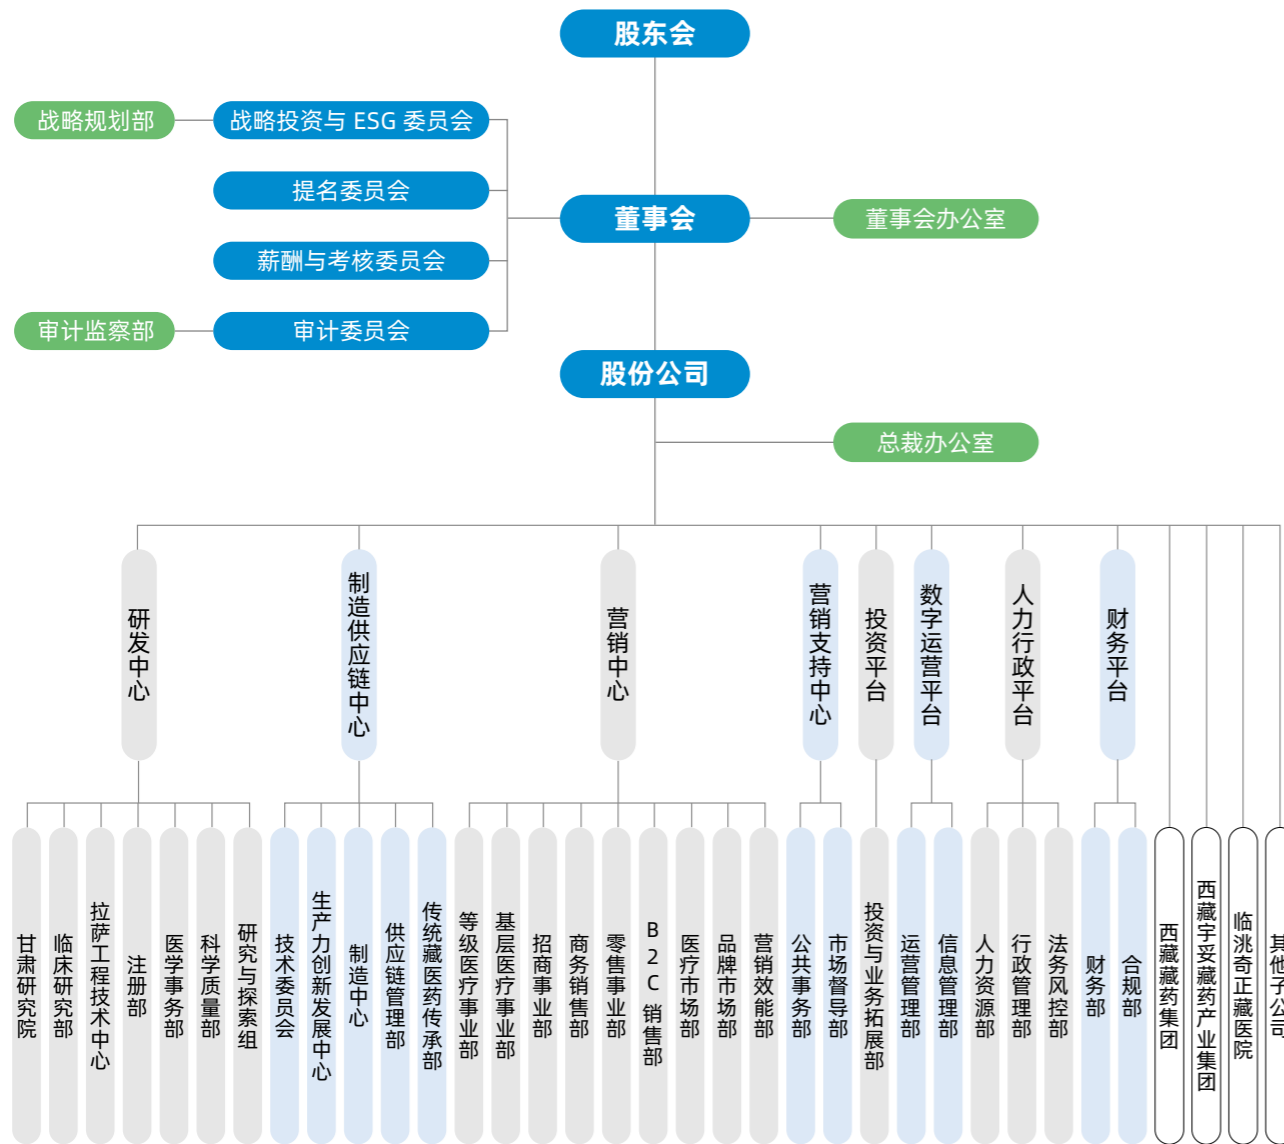 股东会
战略规划部
战略投资与 ESG 委员会
提名委员会
董事会
董事会办公室
薪酬与考核委员会
审计监察部
审计委员会
股份公司
总裁办公室
研发中心
制造供应链中心
营销中心
营销支持中心
投资平台
数字运营平台
人力行政平台
财务平台
甘肃研究院
临床研究部
拉萨工程技术中心
注册部
医学事务部
科学质量部
研究与探索组
技术委员会
生产力创新发展中心
制造中心
供应链管理部
传统藏医药传承部
等级医疗事业部
基层医疗事业部
招商事业部
商务销售部
零售事业部
B2C 销售部
医疗市场部
品牌市场部
营销效能部
公共事务部
市场督导部
投资与业务拓展部
运营管理部
信息管理部
人力资源部
行政管理部
法务风控部
财务部
合规部
西藏藏药集团
西藏宇妥藏药产业集团
临洮奇正藏医院
其他子公司